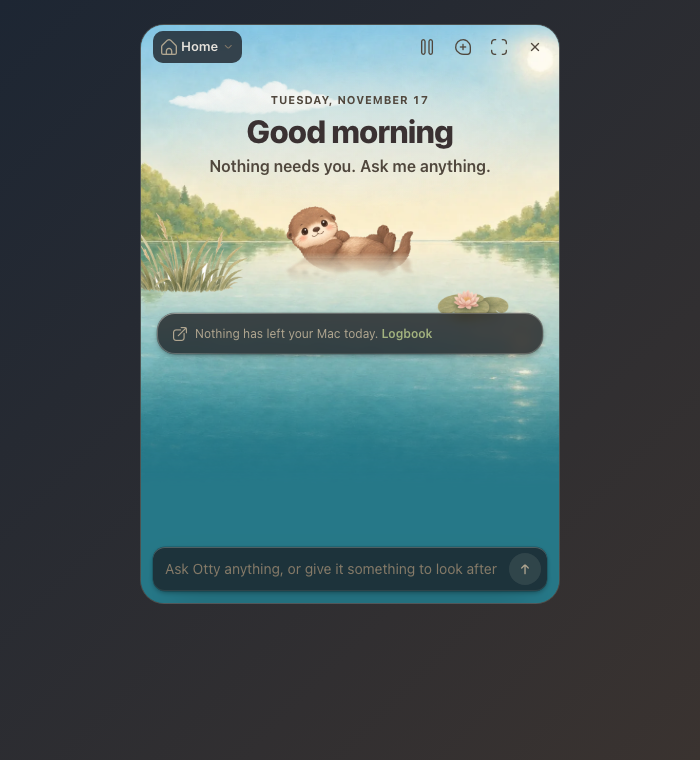 Home
TUESDAY, NOVEMBER 17
Good morning
Nothing needs you. Ask me anything.
Nothing has left your Mac today. Logbook
Ask Otty anything, or give it something to look after